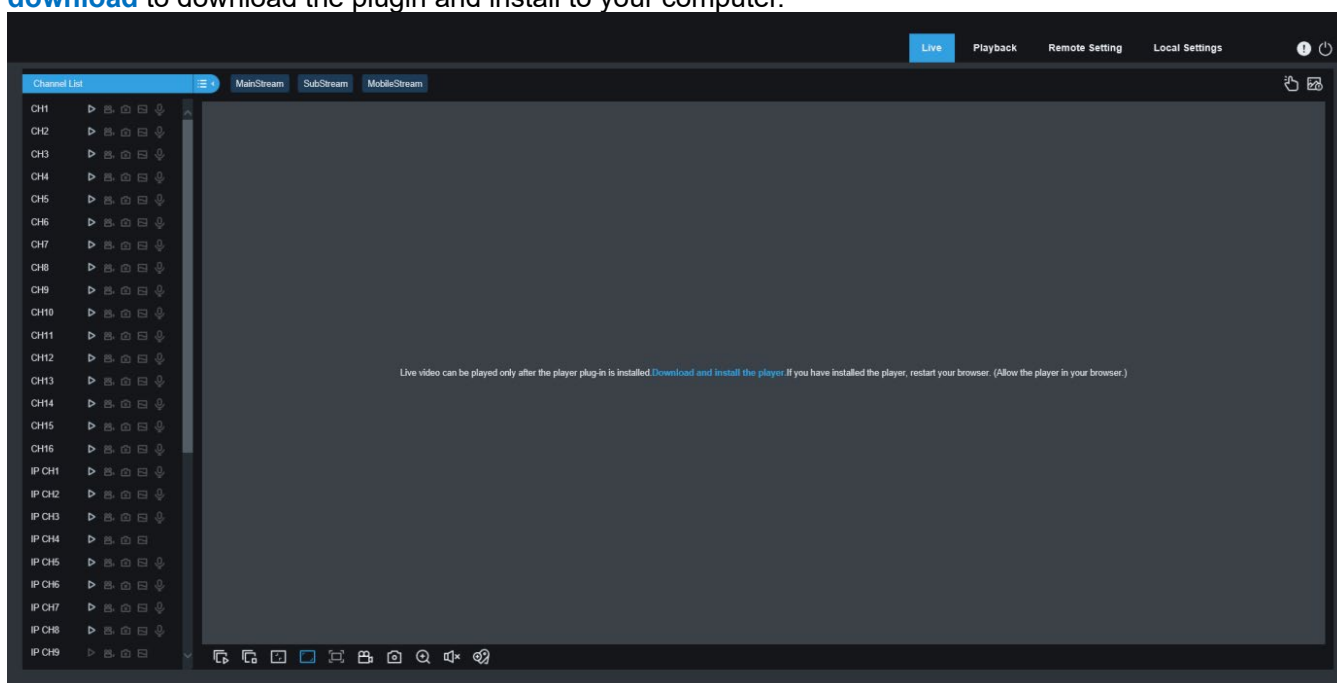 download to download the plugin and install to your computer.
Live Playback Remote Setting Local Settings
Channel List MainStream SubStream MobileStream
CH1
CH2
CH3
CH4
CH5
CH6
CH7
CH8
CH9
CH10
CH11
CH12
Live video can be played only after the player plug-in is installed.Download and install the player.If you have installed the player, restart your browser. (Allow the player in your browser.)
CH13
CH14
CH15
CH16
IP CH1
IP CH2
IP CH3
IP CH4
IP CH5
IP CH6
IP CH7
IP CH8
IP CH9